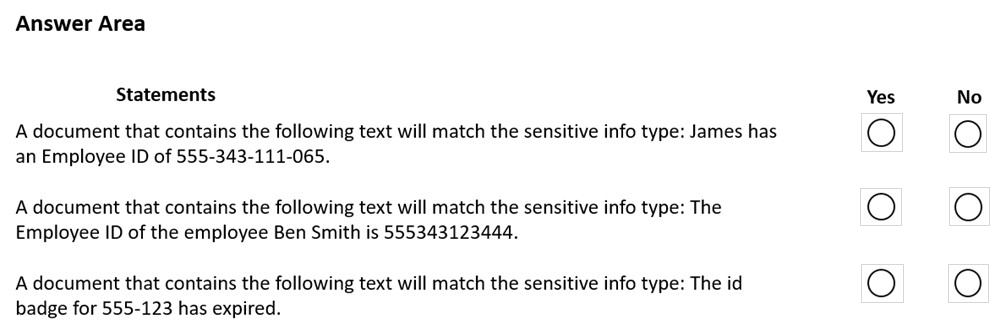 Answer Area
Statements Yes No
A document that contains the following text will match the sensitive info type: James has
an Employee ID of 555-343-111-065.
A document that contains the following text will match the sensitive info type: The
Employee ID of the employee Ben Smith is 555343123444.
A document that contains the following text will match the sensitive info type: The id
badge for 555-123 has expired.